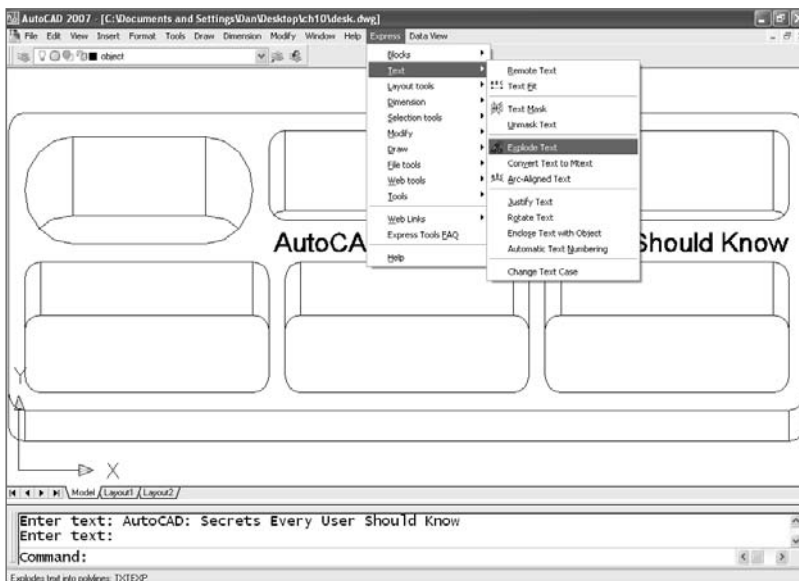 AutoCAD 2007 - [C:\Documents and Settings\Dan\Desktop\ch10\desk.dwg]
File Edit View Insert Format Tools Draw Dimension Modify Window Help Express Data View
object
Blocks
Text
Layout tools
Dimension
Selection tools
Modify
Draw
File tools
Web tools
Tools
Web Links
Express Tools FAQ
Help
Remote Text
Text Fit
Text Mask
Unmask Text
Explode Text
Convert Text to Mtext
Arc-Aligned Text
Justify Text
Rotate Text
Enclose Text with Object
Automatic Text Numbering
Change Text Case
AutoCA Should Know
Y
X
Model Layout1 Layout2
Enter text: AutoCAD: Secrets Every User Should Know
Enter text:
Command:
Explodes text into polylines: TXTEXP